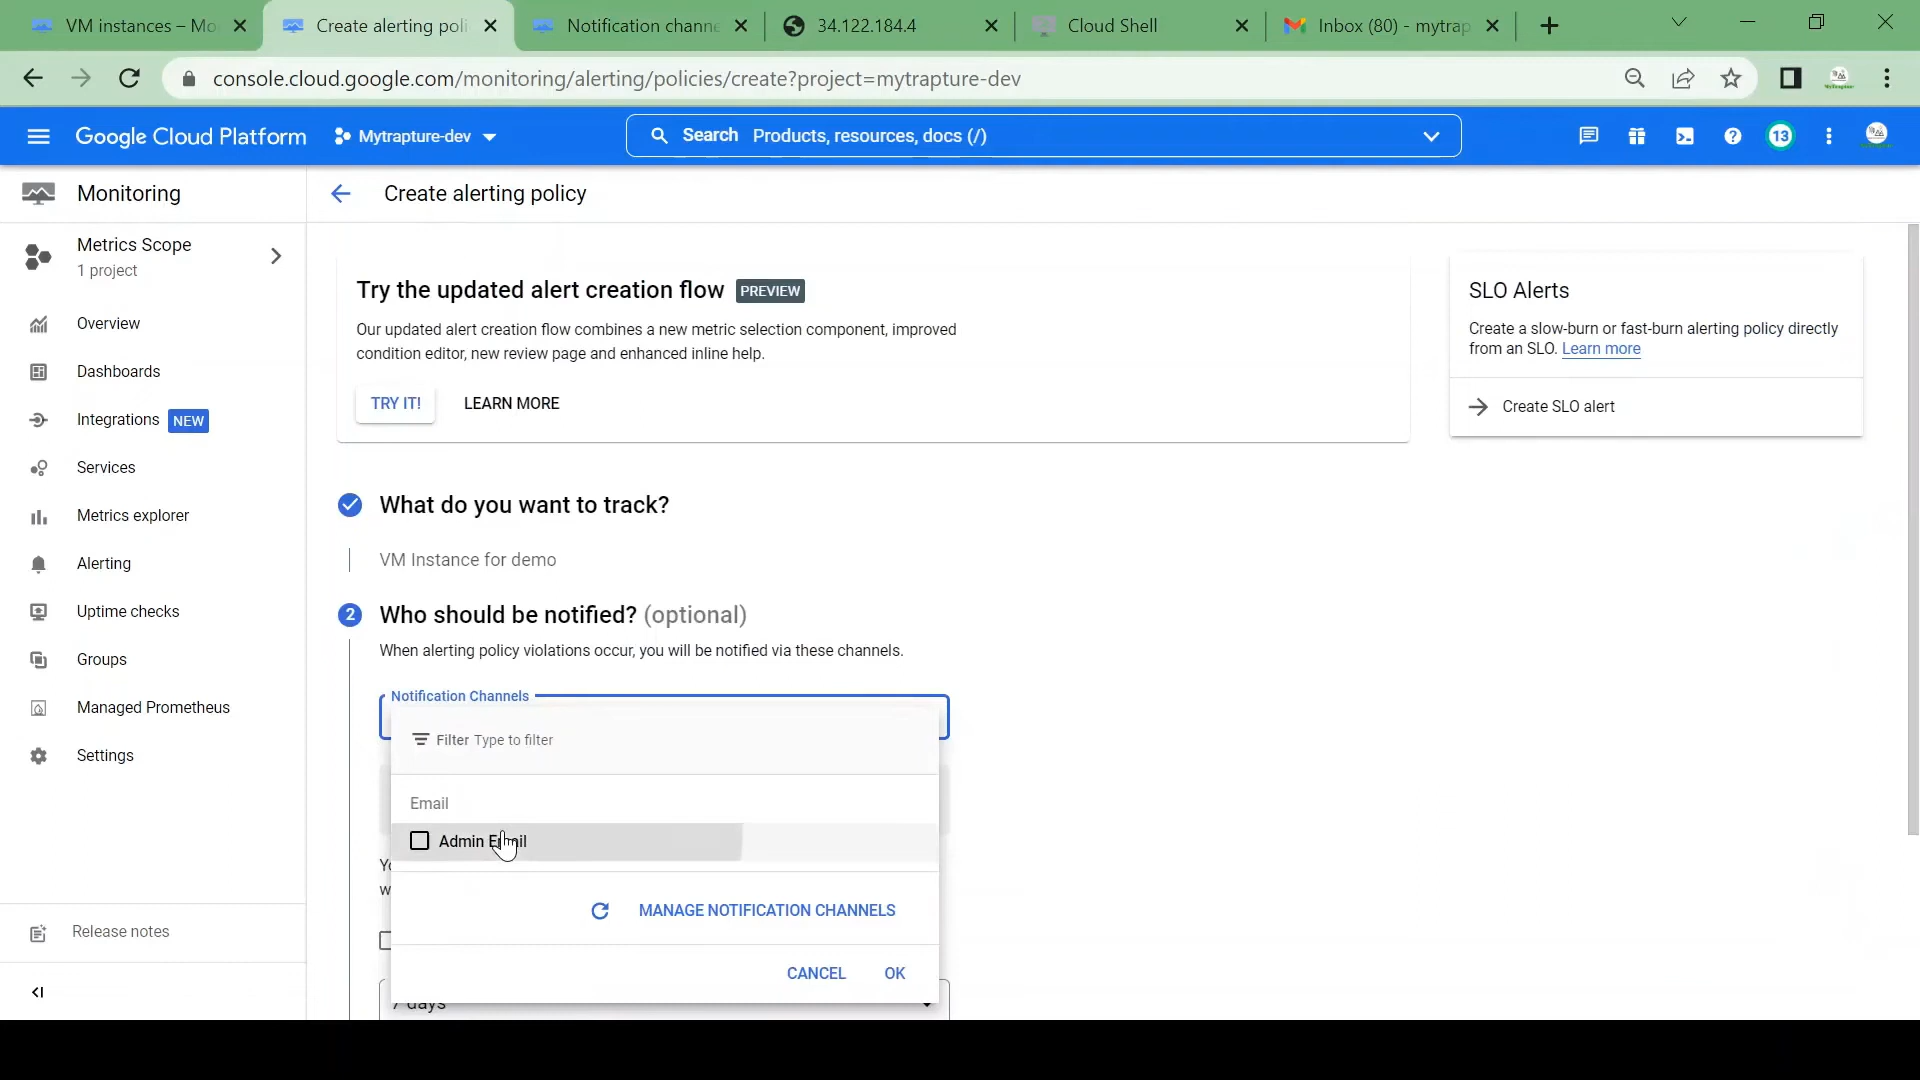 VM instances – Mo
Create alerting poli
Notification channe
34.122.184.4
Cloud Shell
Inbox (80) - mytrap
console.cloud.google.com/monitoring/alerting/policies/create?project=mytrapture-dev
Google Cloud Platform
Mytrapture-dev
Search Products, resources, docs (/)
13
Monitoring
Create alerting policy
Metrics Scope
1 project
Overview
Dashboards
Integrations NEW
Services
Metrics explorer
Alerting
Uptime checks
Groups
Managed Prometheus
Settings
Release notes
Try the updated alert creation flow PREVIEW
Our updated alert creation flow combines a new metric selection component, improved
condition editor, new review page and enhanced inline help.
TRY IT! LEARN MORE
SLO Alerts
Create a slow-burn or fast-burn alerting policy directly
from an SLO. Learn more
Create SLO alert
What do you want to track?
VM Instance for demo
2 Who should be notified? (optional)
When alerting policy violations occur, you will be notified via these channels.
Notification Channels
Filter Type to filter
Email
Admin Email
MANAGE NOTIFICATION CHANNELS
CANCEL OK
7 days